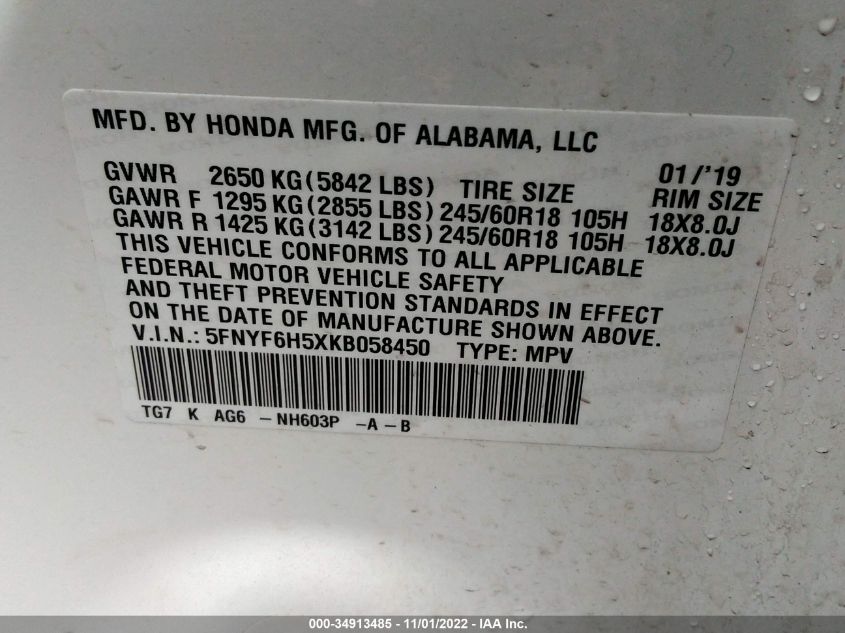 MFD. BY HONDA MFG. OF ALABAMA, LLC
GVWR 2650 KG(5842 LBS) TIRE SIZE 01/'19 RIM SIZE
GAWR F 1295 KG(2855 LBS) 245/60R18 105H 18X8.0J
GAWR R 1425 KG(3142 LBS) 245/60R18 105H 18X8.0J
THIS VEHICLE CONFORMS TO ALL APPLICABLE
FEDERAL MOTOR VEHICLE SAFETY
AND THEFT PREVENTION STANDARDS IN EFFECT
ON THE DATE OF MANUFACTURE SHOWN ABOVE.
V.I.N.: 5FNYF6H5XKB058450 TYPE: MPV
TG7 K AG6 - NH603P -A-B
000-34913485 - 11/01/2022 - IAA Inc.